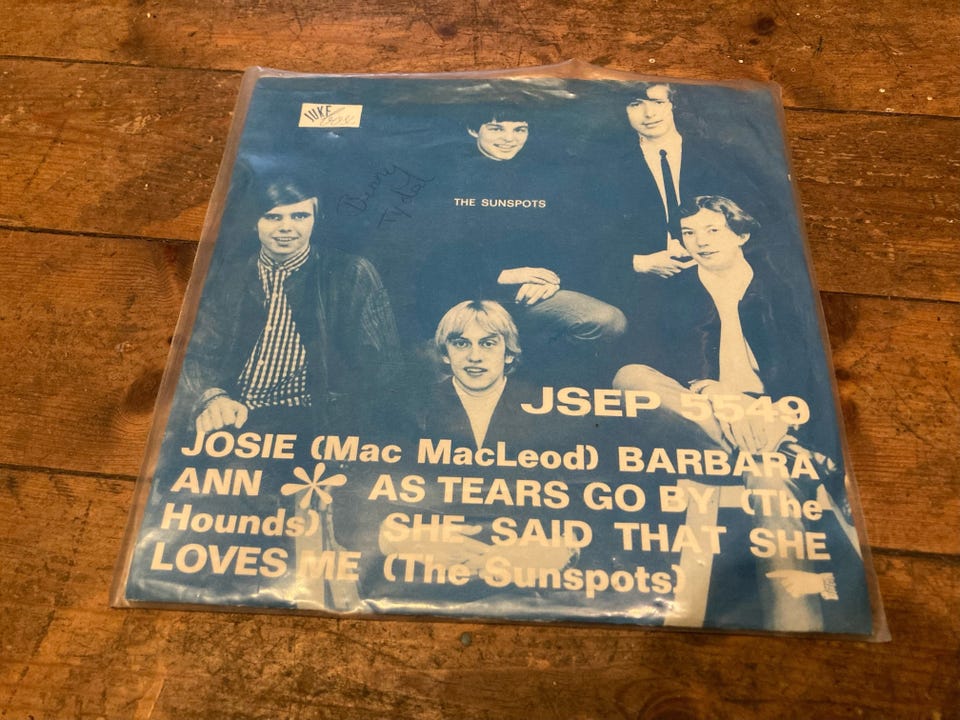 JUKE
BOX
THE SUNSPOTS
JSEP 5549
JOSIE (Mac MacLeod) BARBARA
ANN * AS TEARS GO BY (The
Hounds) SHE SAID THAT SHE
LOVES ME (The Sunspots)